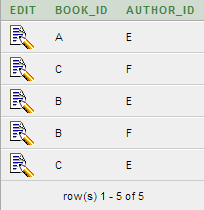 EDIT BOOK_ID AUTHOR_ID
A E
C F
B E
B F
C E
row(s) 1 - 5 of 5